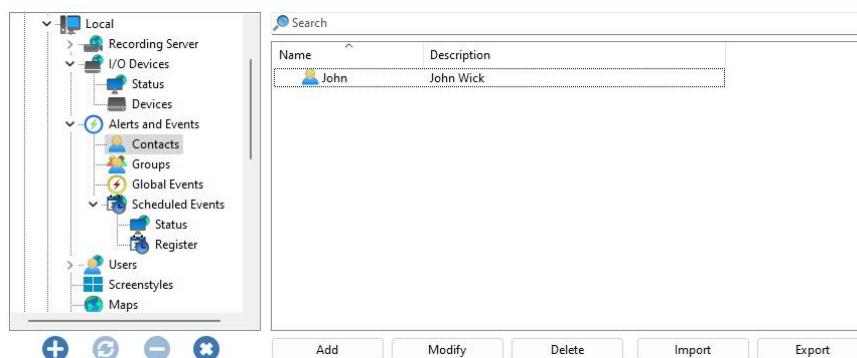 Local
Recording Server
I/O Devices
Status
Devices
Alerts and Events
Contacts
Groups
Global Events
Scheduled Events
Status
Register
Users
Screenstyles
Maps
Search
Name Description
John John Wick
Add Modify Delete Import Export